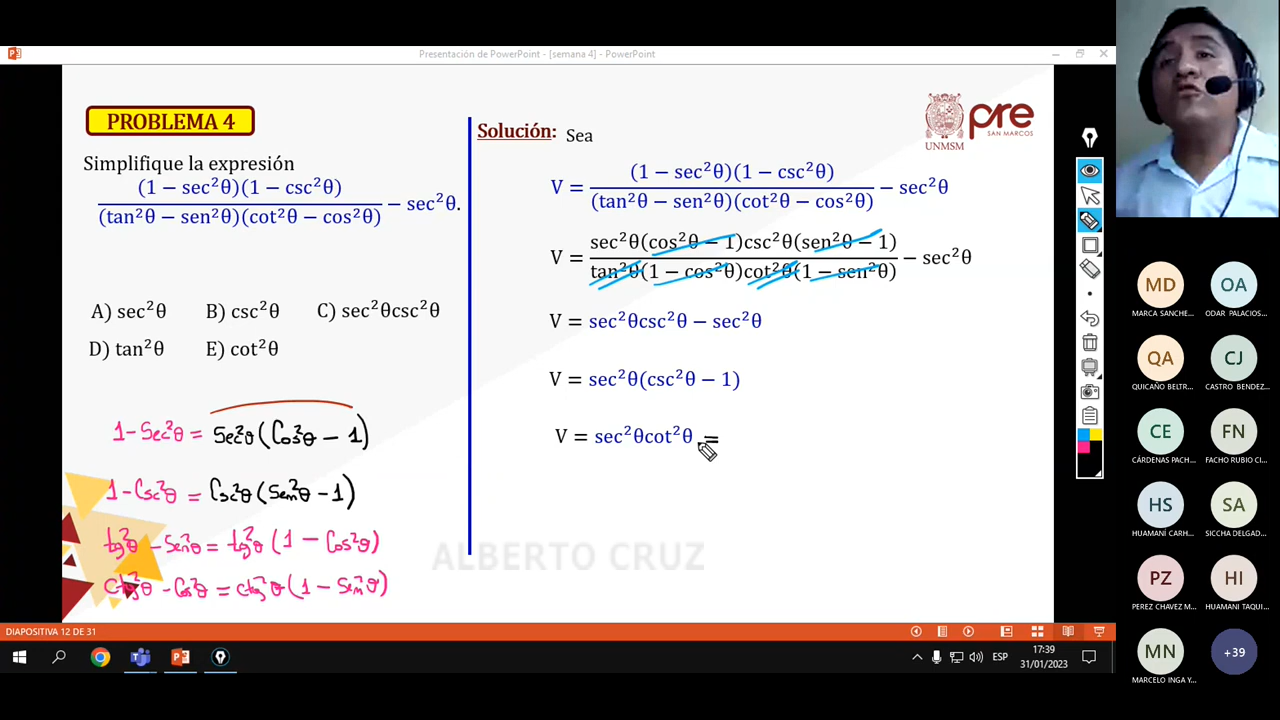 Presentación de PowerPoint - [semana 4] - PowerPoint
PROBLEMA 4
Simplifique la expresión
(1 − sec²θ)(1 − csc²θ)
(tan²θ − sen²θ)(cot²θ − cos²θ)
− sec²θ.
A) sec²θ B) csc²θ C) sec²θcsc²θ
D) tan²θ E) cot²θ
1 - Sec²θ = Sec²θ (Cos²θ - 1)
1 - Csc²θ = Csc²θ (Sen²θ - 1)
tg²θ - Sen²θ = tg²θ (1 - Cos²θ)
ctg²θ - Cos²θ = ctg²θ (1 - Sen²θ)
Solución: Sea
V =
(1 − sec²θ)(1 − csc²θ)
(tan²θ − sen²θ)(cot²θ − cos²θ)
− sec²θ
V =
sec²θ(cos²θ − 1)csc²θ(sen²θ − 1)
tan²θ(1 − cos²θ)cot²θ(1 − sen²θ)
− sec²θ
V = sec²θcsc²θ − sec²θ
V = sec²θ(csc²θ − 1)
V = sec²θcot²θ =
ALBERTO CRUZ
UNMSM
pre
SAN MARCOS
DIAPOSITIVA 12 DE 31
ESP
17:39
31/01/2023
MD
MARCA SANCHE...
OA
ODAR PALACIOS...
QA
QUICAÑO BELTR...
CJ
CASTRO BENDEZ...
CE
CÁRDENAS PACH...
FN
FACHO RUBIO CI...
HS
HUAMANÍ CARH...
SA
SICCHA DELGAD...
PZ
PEREZ CHAVEZ M...
HI
HUAMANI TAQUI...
MN
MARCELO INGA Y...
+39